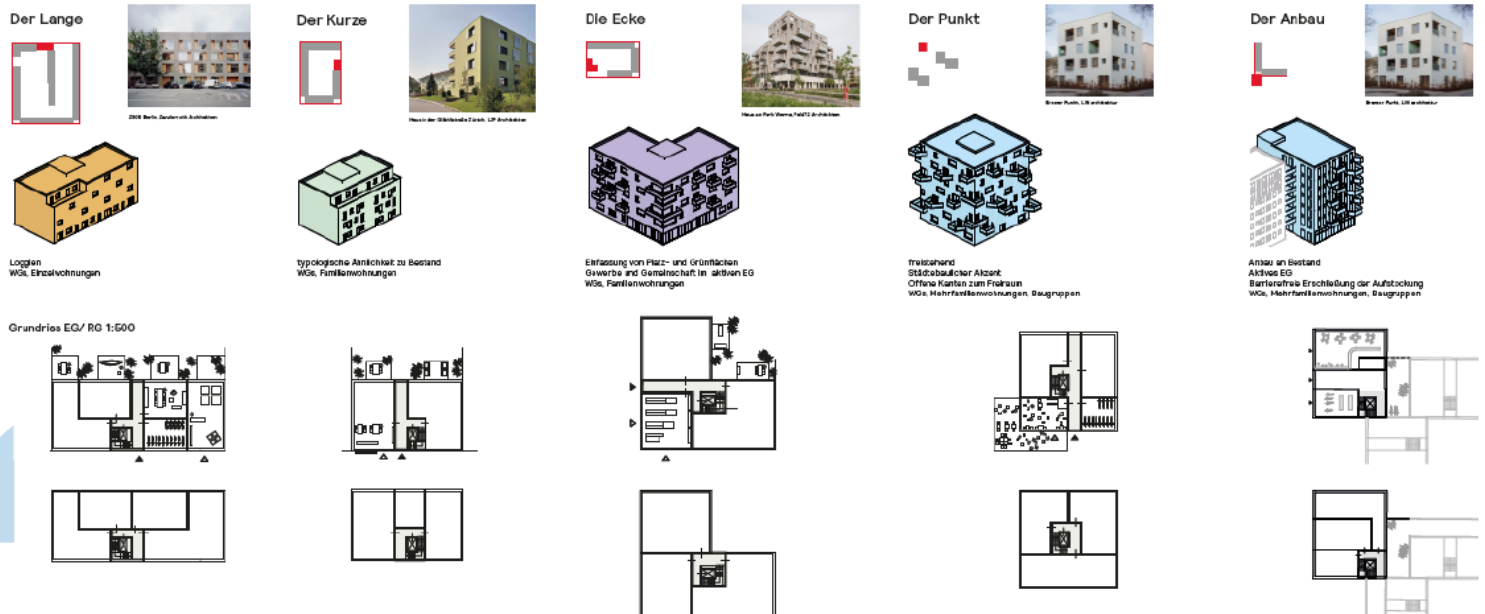 Der Lange
Der Kurze
Die Ecke
Der Punkt
Der Anbau
Loggien
WGs, Einzelwohnungen
typologische Ähnlichkeit zu Bestand
WGs, Familienwohnungen
Einfassung von Platz- und Grünflächen
Gewerbe und Gemeinschaft im aktiven EG
WGs, Familienwohnungen
freistehend
Städtebaulicher Akzent
Offene Kanten zum Freiraum
WGs, Mehrfamilienwohnungen, Baugruppen
Anbau an Bestand
Aktives EG
Barrierefreie Erschließung der Aufstockung
WGs, Mehrfamilienwohnungen, Baugruppen
Grundriss EG/ RG 1:500